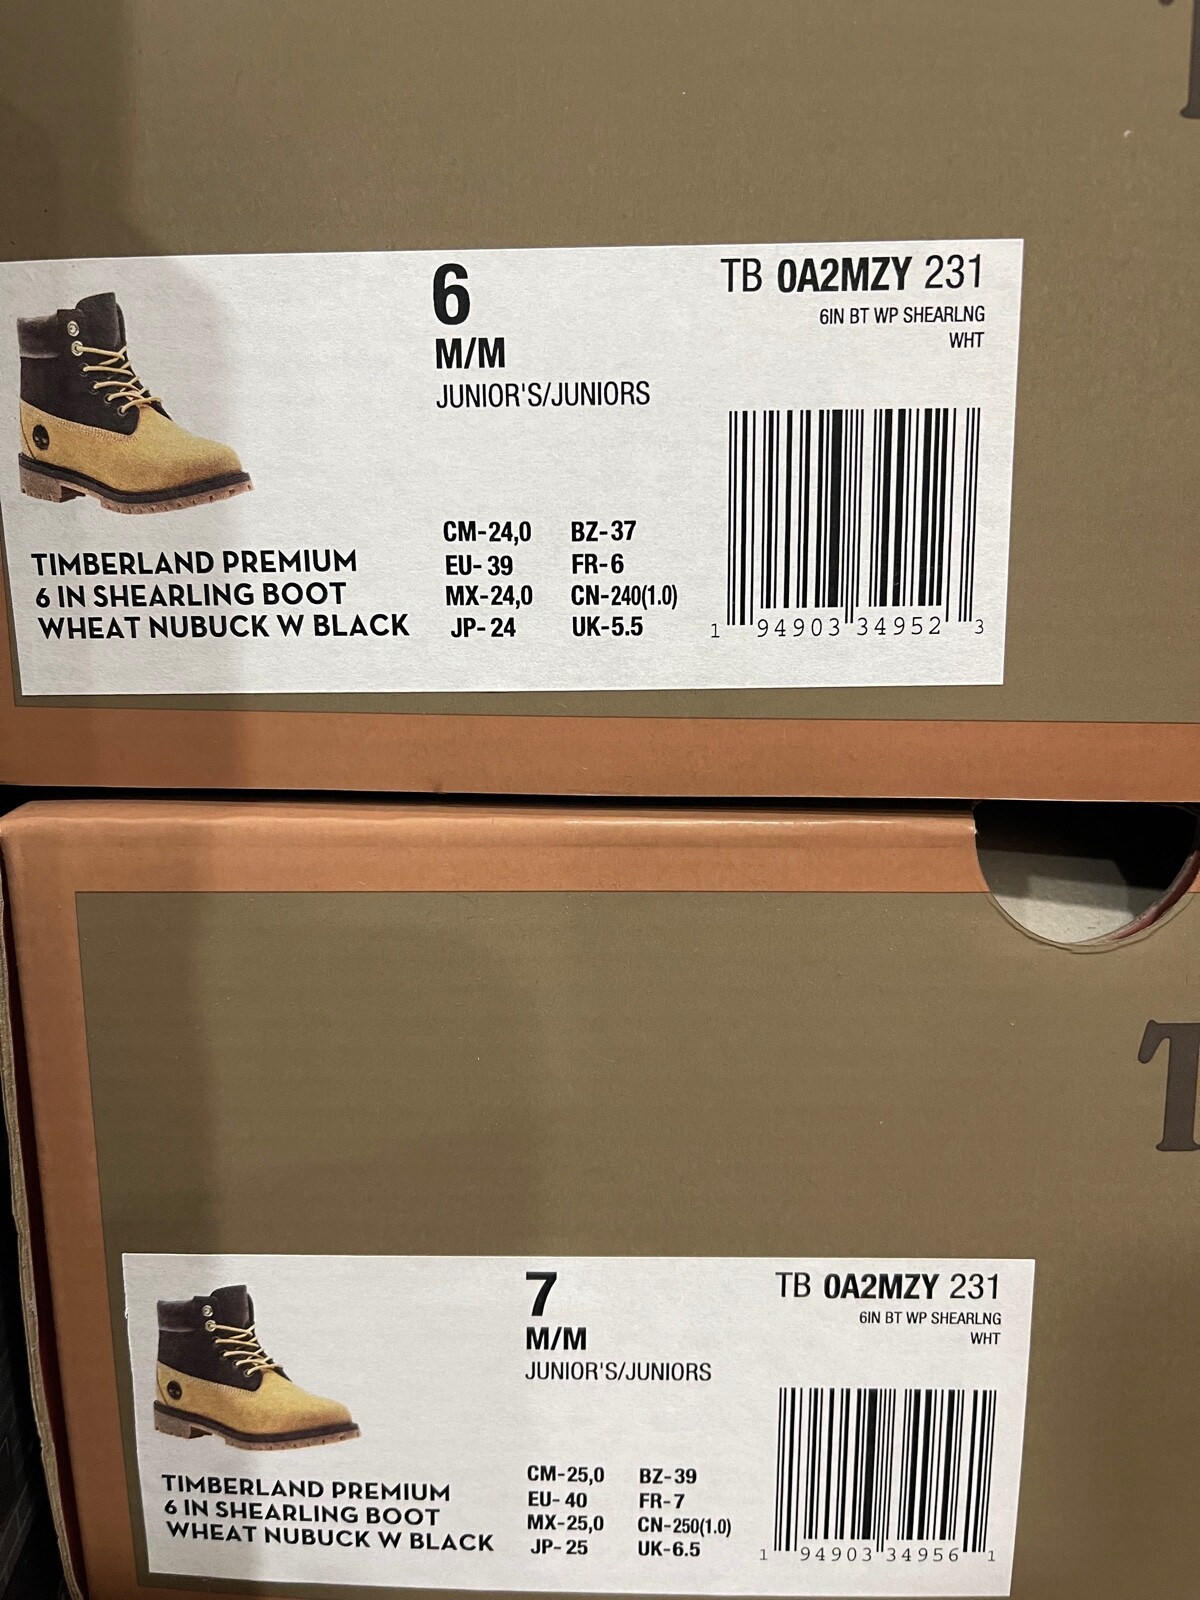 6
M/M
JUNIOR'S/JUNIORS
TB 0A2MZY 231
6IN BT WP SHEARLNG
WHT
TIMBERLAND PREMIUM
6 IN SHEARLING BOOT
WHEAT NUBUCK W BLACK
CM-24,0 BZ-37
EU-39 FR-6
MX-24,0 CN-240(1.0)
JP-24 UK-5.5
1 94903 34952 3
T
7
M/M
JUNIOR'S/JUNIORS
TB 0A2MZY 231
6IN BT WP SHEARLNG
WHT
TIMBERLAND PREMIUM
6 IN SHEARLING BOOT
WHEAT NUBUCK W BLACK
CM-25,0 BZ-39
EU-40 FR-7
MX-25,0 CN-250(1.0)
JP-25 UK-6.5
1 94903 34956 1